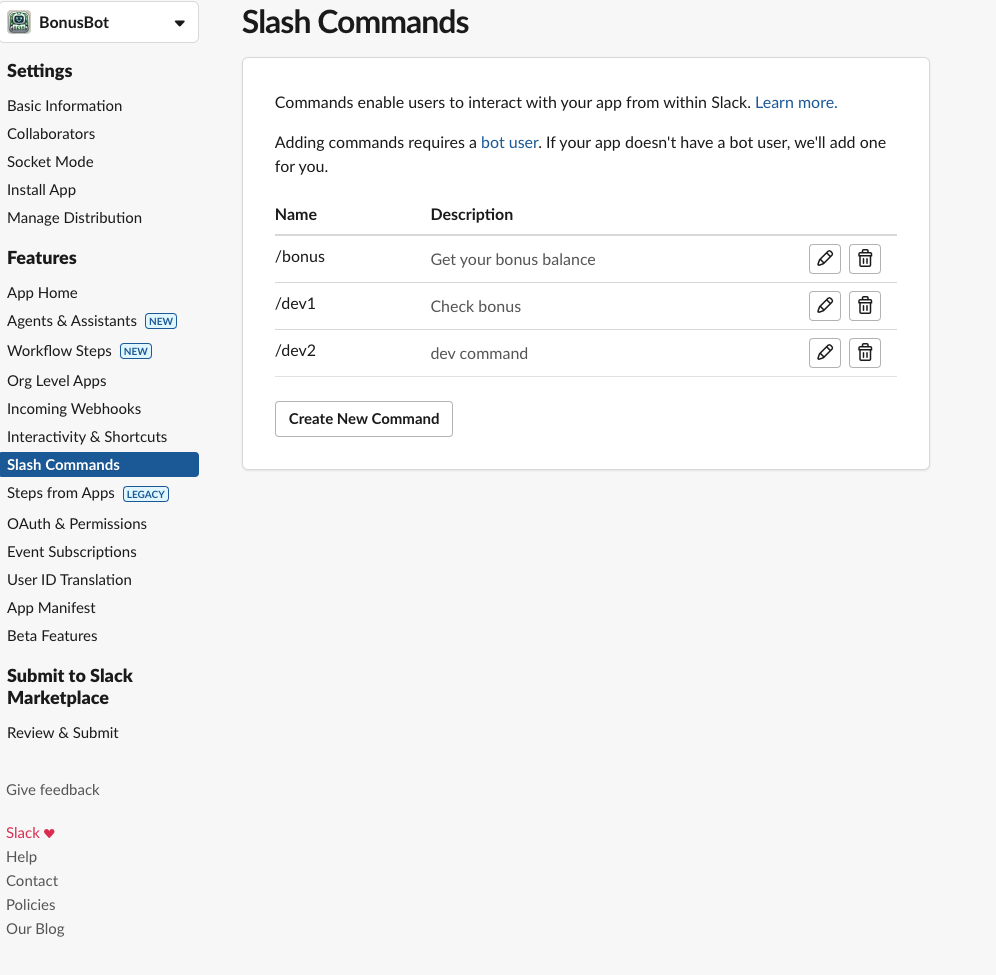 BonusBot
Settings
Basic Information
Collaborators
Socket Mode
Install App
Manage Distribution
Features
App Home
Agents & Assistants NEW
Workflow Steps NEW
Org Level Apps
Incoming Webhooks
Interactivity & Shortcuts
Slash Commands
Steps from Apps LEGACY
OAuth & Permissions
Event Subscriptions
User ID Translation
App Manifest
Beta Features
Submit to Slack
Marketplace
Review & Submit
Give feedback
Slack ♥
Help
Contact
Policies
Our Blog
Slash Commands
Commands enable users to interact with your app from within Slack. Learn more.
Adding commands requires a bot user. If your app doesn't have a bot user, we'll add one
for you.
Name Description
/bonus Get your bonus balance
/dev1 Check bonus
/dev2 dev command
Create New Command